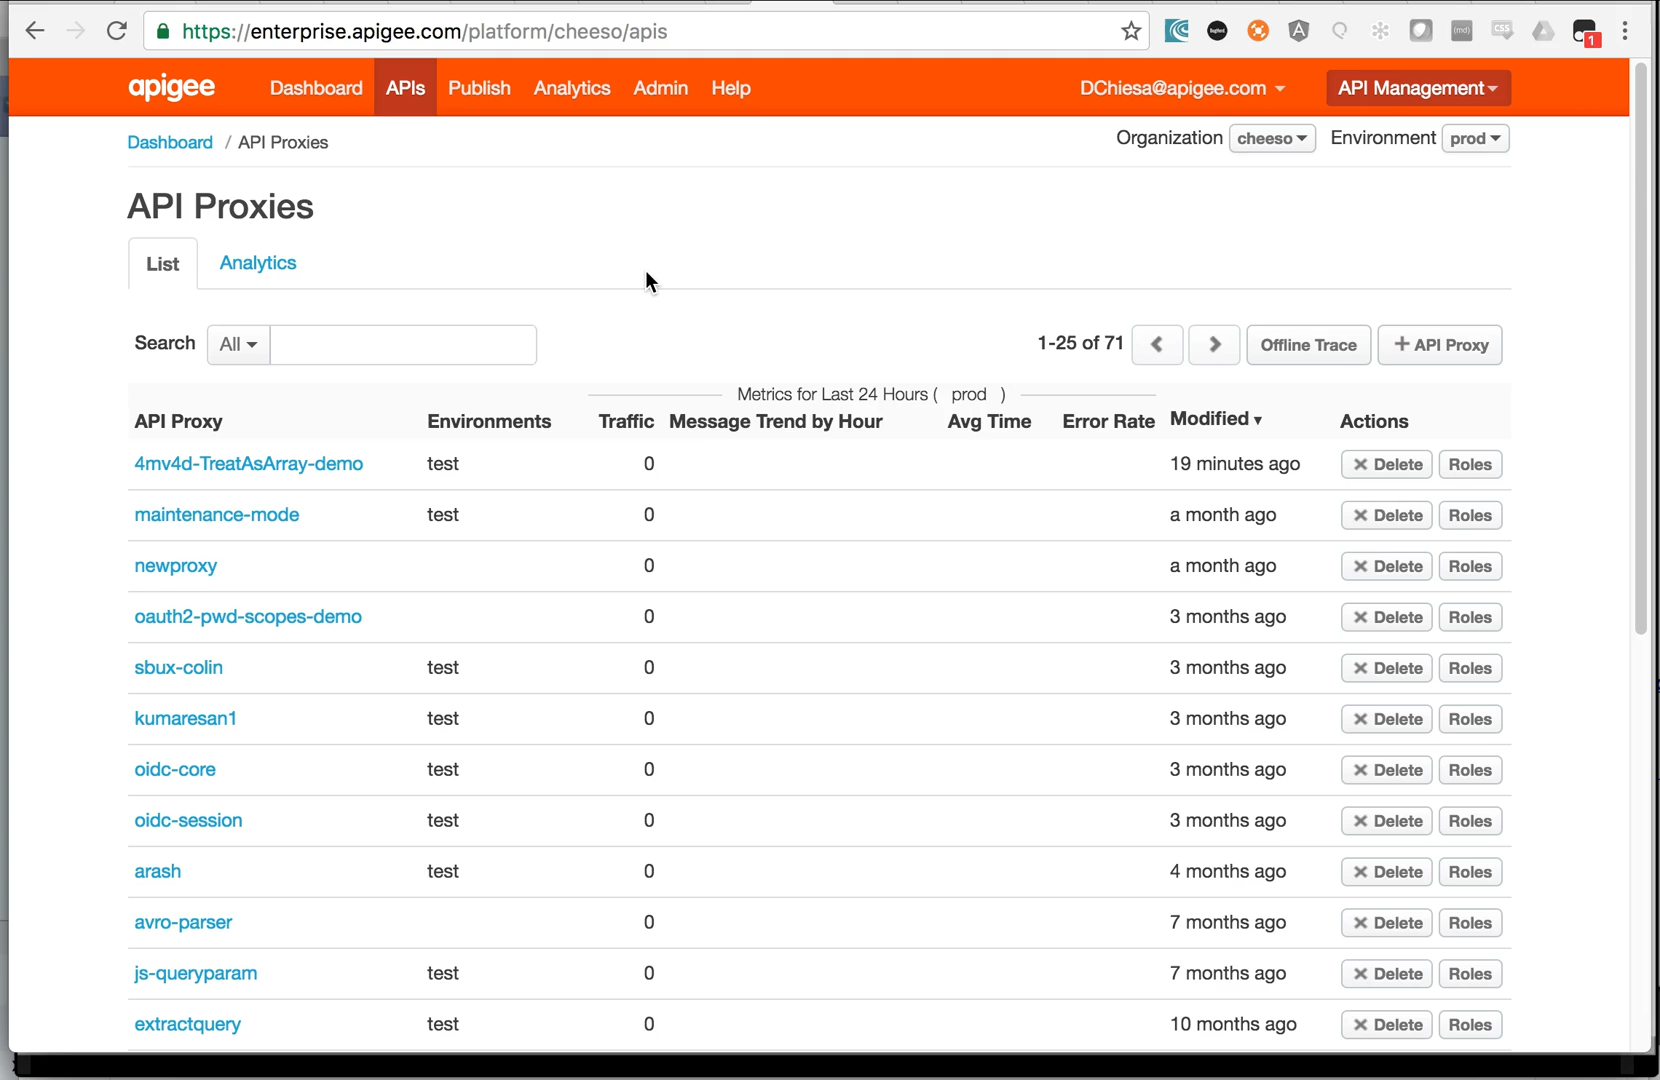 https://enterprise.apigee.com/platform/cheeso/apis
1
apigee Dashboard APIs Publish Analytics Admin Help DChiesa@apigee.com API Management
Dashboard / API Proxies Organization cheeso Environment prod
API Proxies
List Analytics
Search All 1-25 of 71 Offline Trace + API Proxy
Metrics for Last 24 Hours ( prod )
API Proxy Environments Traffic Message Trend by Hour Avg Time Error Rate Modified Actions
4mv4d-TreatAsArray-demo test 0 19 minutes ago Delete Roles
maintenance-mode test 0 a month ago Delete Roles
newproxy 0 a month ago Delete Roles
oauth2-pwd-scopes-demo 0 3 months ago Delete Roles
sbux-colin test 0 3 months ago Delete Roles
kumaresan1 test 0 3 months ago Delete Roles
oidc-core test 0 3 months ago Delete Roles
oidc-session test 0 3 months ago Delete Roles
arash test 0 4 months ago Delete Roles
avro-parser 0 7 months ago Delete Roles
js-queryparam test 0 7 months ago Delete Roles
extractquery test 0 10 months ago Delete Roles